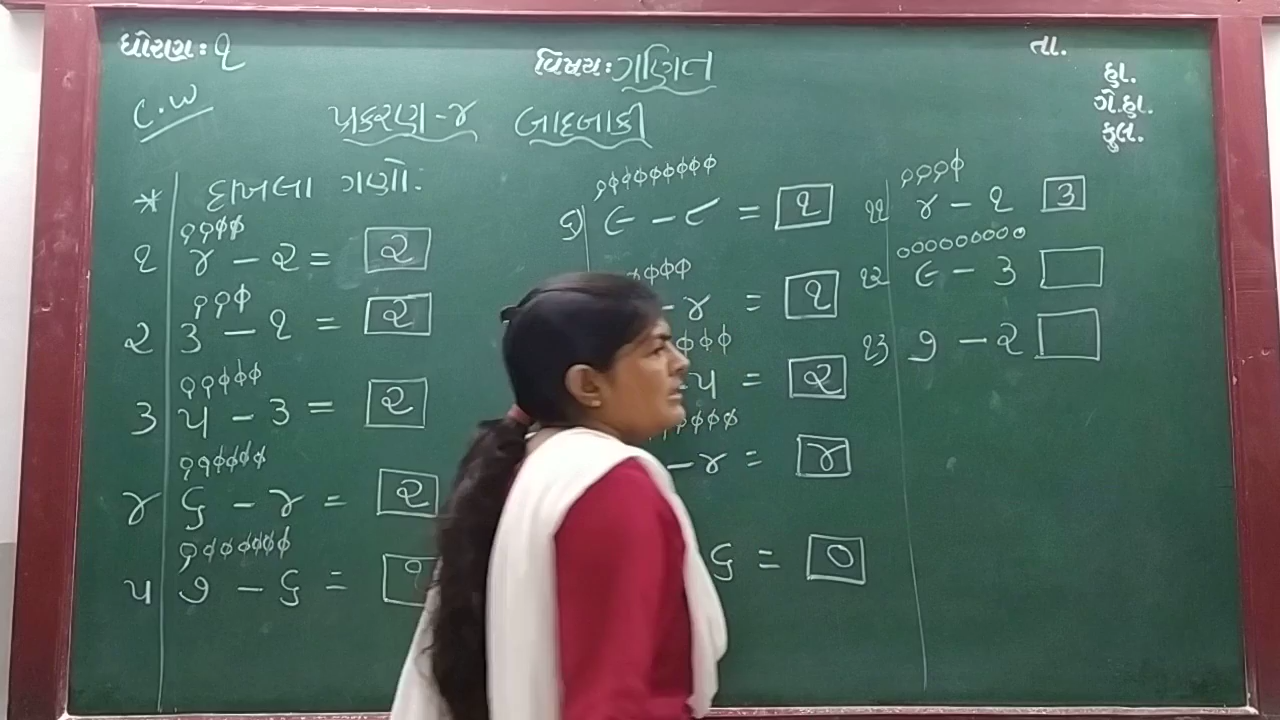 ધોરણ: ૧
વિષય: ગણિત
તા.
હા.
ગે.હા.
કુલ.
C.W
પ્રકરણ-૪ બાદબાકી
* દાખલા ગણો:
૧ ૪ - ૨ = ૨
૨ ૩ - ૧ = ૨
૩ ૫ - ૩ = ૨
૪ ૬ - ૪ = ૨
૫ ૭ - ૬ = ૧
૬) ૯ - ૮ = ૧
- ૪ = ૧
- ૫ = ૨
- ૪ = ૪
૬ = ૦
૧૧ ૪ - ૧ ૩
૧૨ ૯ - ૩
૧૩ ૭ - ૨